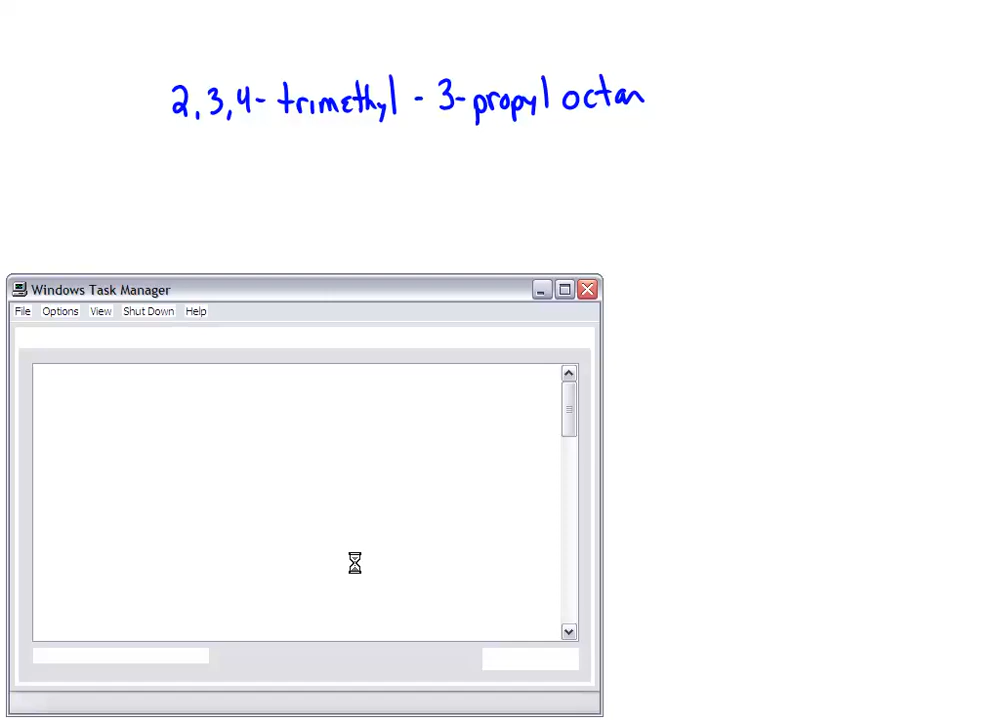 2,3,4-trimethyl-3-propyl octan
Windows Task Manager
File Options View Shut Down Help